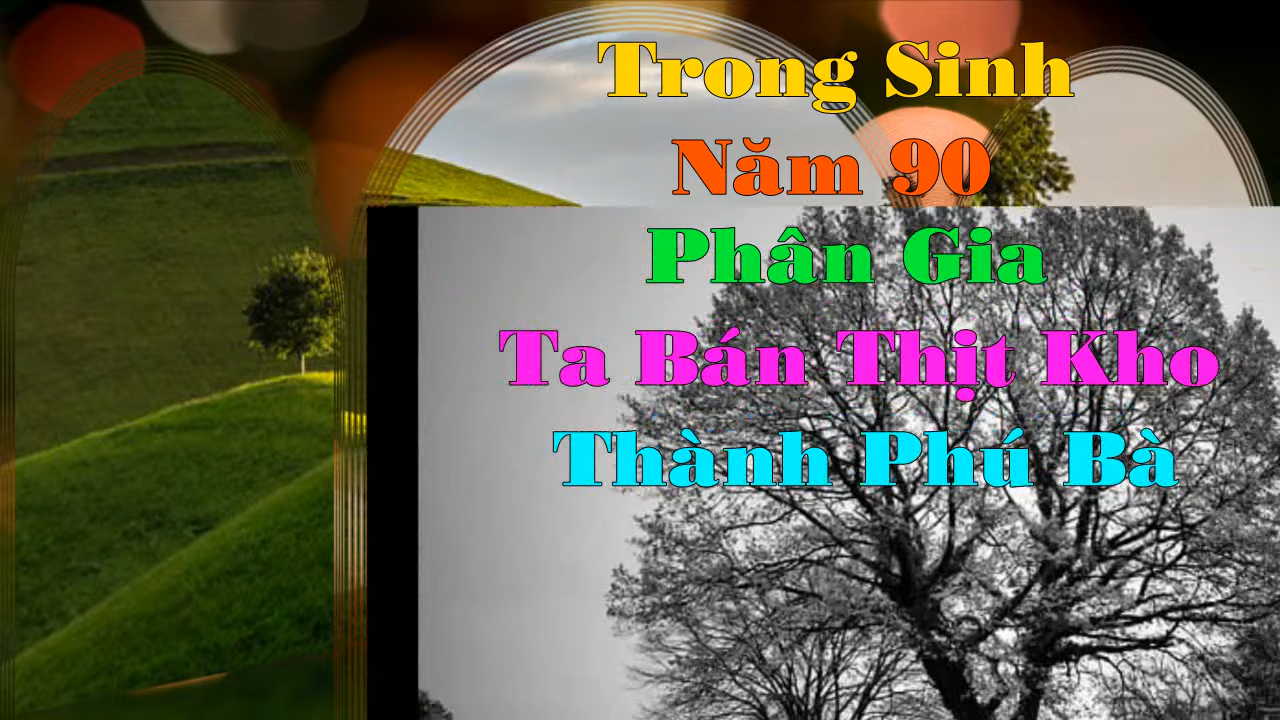 Trong Sinh
Năm 90
Phân Gia
Ta Bán Thịt Kho
Thành Phú Bà